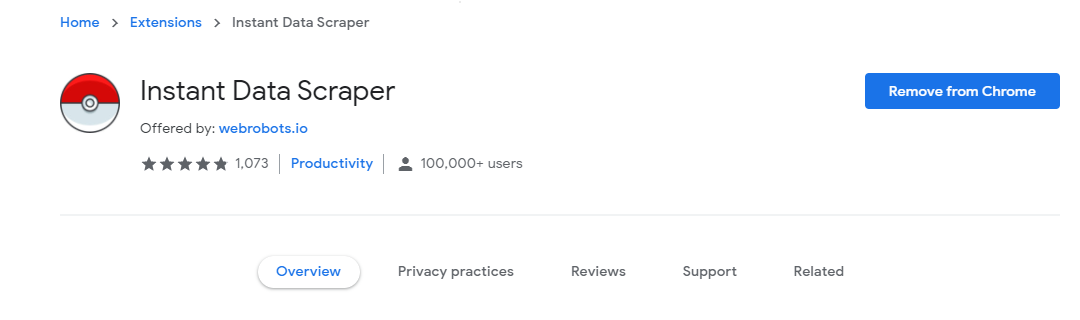 Home > Extensions > Instant Data Scraper
Instant Data Scraper
Remove from Chrome
Offered by: webrobots.io
1,073 Productivity 100,000+ users
Overview Privacy practices Reviews Support Related